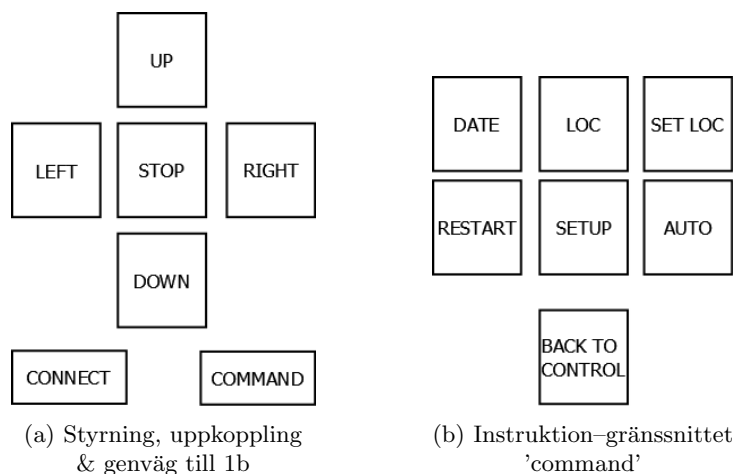 UP
LEFT
STOP
RIGHT
DOWN
CONNECT
COMMAND
(a) Styrning, uppkoppling
& genväg till 1b
DATE
LOC
SET LOC
RESTART
SETUP
AUTO
BACK TO
CONTROL
(b) Instruktion–gränssnittet
’command’